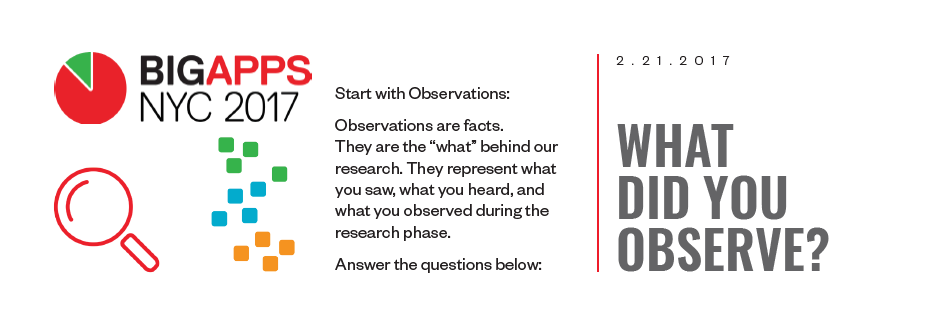 BIGAPPS
NYC 2017
Start with Observations:
Observations are facts.
They are the “what” behind our
research. They represent what
you saw, what you heard, and
what you observed during the
research phase.
Answer the questions below:
2.21.2017
WHAT
DID YOU
OBSERVE?